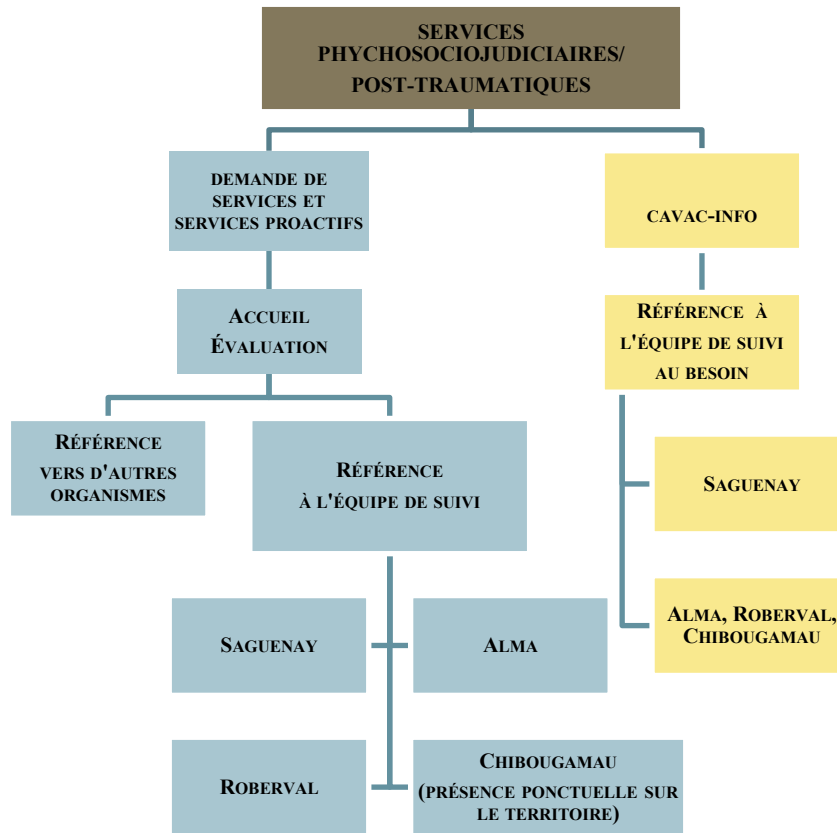 SERVICES
PHYCHOSOCIOJUDICIAIRES/
POST-TRAUMATIQUES
DEMANDE DE
SERVICES ET
SERVICES PROACTIFS
CAVAC-INFO
ACCUEIL
ÉVALUATION
RÉFÉRENCE À
L'ÉQUIPE DE SUIVI
AU BESOIN
RÉFÉRENCE
VERS D'AUTRES
ORGANISMES
RÉFÉRENCE
À L'ÉQUIPE DE SUIVI
SAGUENAY
ALMA, ROBERVAL,
CHIBOUGAMAU
SAGUENAY
ALMA
ROBERVAL
CHIBOUGAMAU
(PRÉSENCE PONCTUELLE SUR
LE TERRITOIRE)